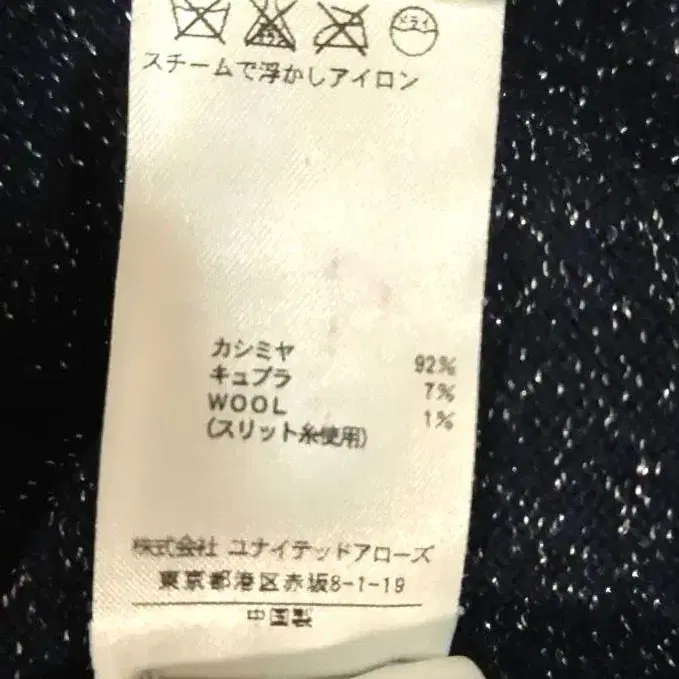 ドライ
スチームで浮かしアイロン
カシミヤ 92%
キュプラ 7%
WOOL 1%
(スリット糸使用)
株式会社 ユナイテッドアローズ
東京都港区赤坂8-1-19
中国製